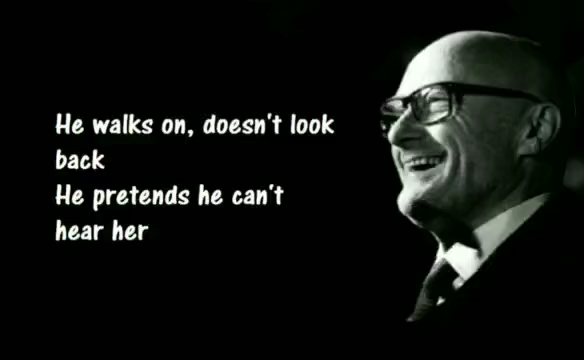 He walks on, doesn't look
back
He pretends he can't
hear her